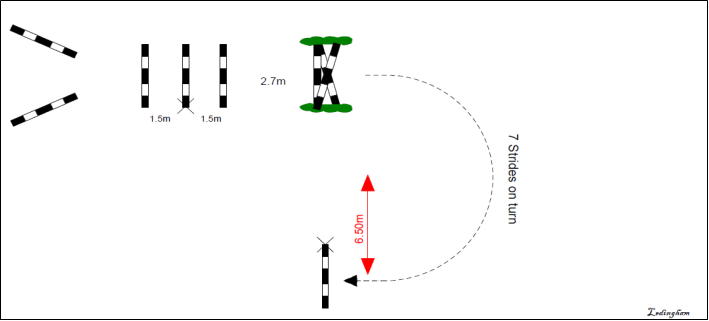 2.7m
1.5m
1.5m
7 Strides on turn
6.50m
Ledingham